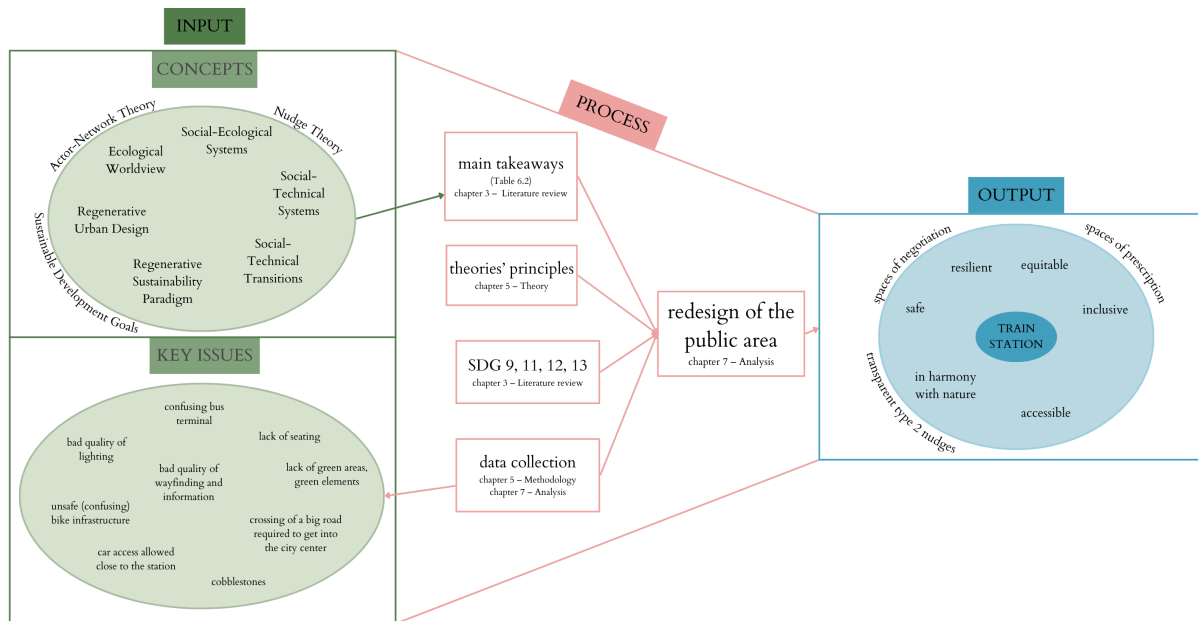 INPUT
CONCEPTS
Actor-Network Theory
Nudge Theory
Sustainable Development Goals
Social-Ecological
Systems
Ecological
Worldview
Social-
Technical
Systems
Regenerative
Urban Design
Social-
Technical
Transitions
Regenerative
Sustainability
Paradigm
KEY ISSUES
confusing bus
terminal
bad quality of
lighting
lack of seating
bad quality of
wayfinding and
information
lack of green areas,
green elements
unsafe (confusing)
bike infrastructure
crossing of a big road
required to get into
the city center
car access allowed
close to the station
cobblestones
PROCESS
main takeaways
(Table 6.2)
chapter 3 – Literature review
theories' principles
chapter 5 – Theory
SDG 9, 11, 12, 13
chapter 3 – Literature review
data collection
chapter 5 – Methodology
chapter 7 – Analysis
redesign of the
public area
chapter 7 – Analysis
OUTPUT
spaces of negotiation
spaces of prescription
transparent type 2 nudges
resilient
equitable
safe
inclusive
TRAIN
STATION
in harmony
with nature
accessible